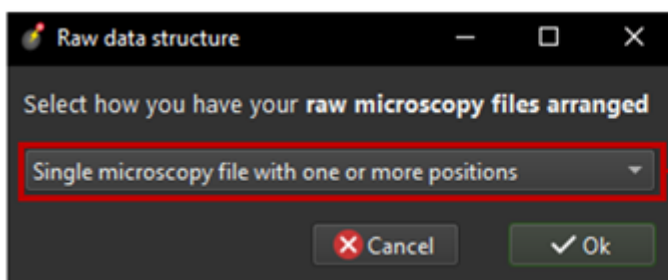 Raw data structure
Select how you have your raw microscopy files arranged
Single microscopy file with one or more positions
Cancel
Ok